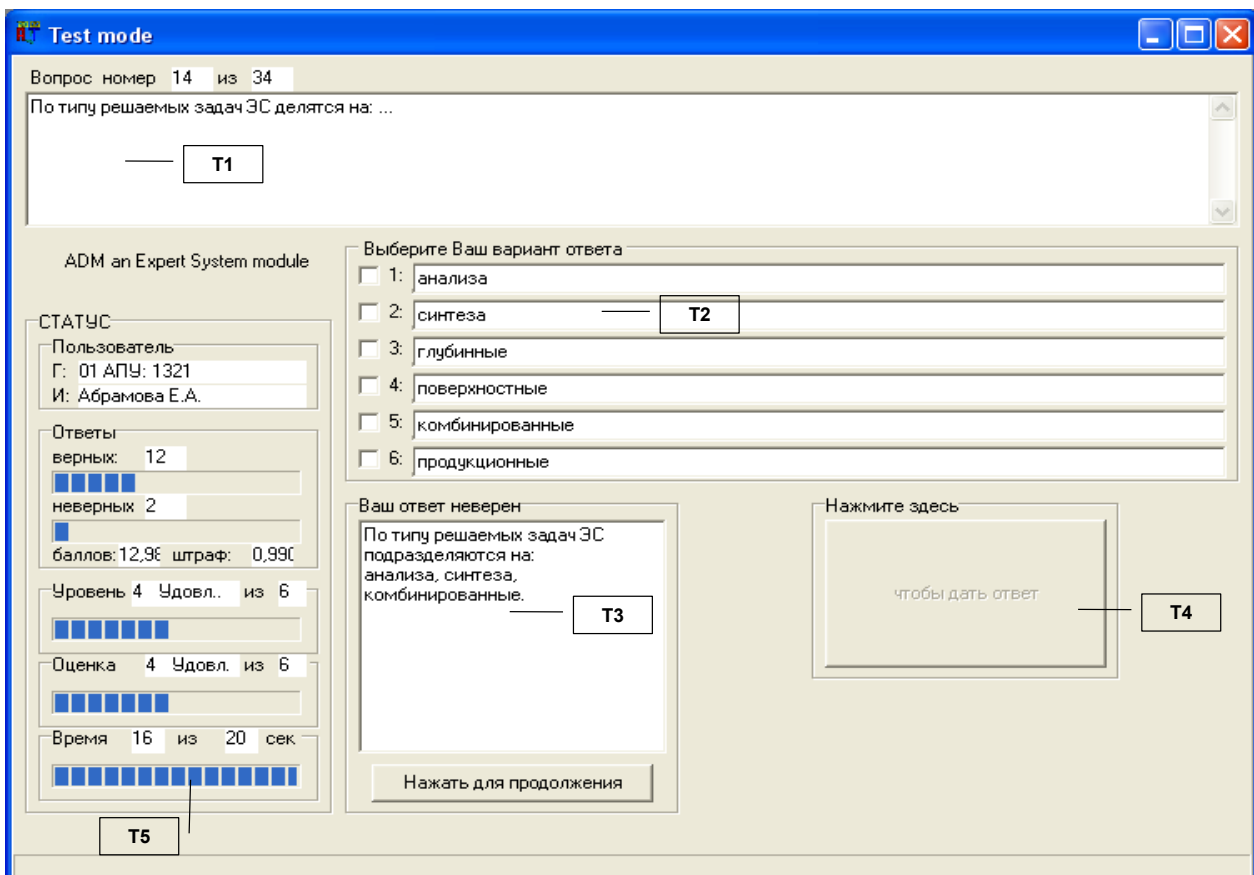 Test mode
Вопрос номер 14 из 34
По типу решаемых задач ЭС делятся на: ...
T1
ADM an Expert System module
Выберите Ваш вариант ответа
1: анализа
2: синтеза
T2
3: глубинные
4: поверхностные
5: комбинированные
6: продукционные
СТАТУС
Пользователь
Г: 01 АПУ: 1321
И: Абрамова Е.А.
Ответы
верных: 12
неверных 2
баллов: 12,98 штраф: 0,990
Уровень 4 Удовл.. из 6
Оценка 4 Удовл. из 6
Время 16 из 20 сек
T5
Ваш ответ неверен
По типу решаемых задач ЭС
подразделяются на:
анализа, синтеза,
комбинированные.
T3
Нажать для продолжения
Нажмите здесь
чтобы дать ответ
T4